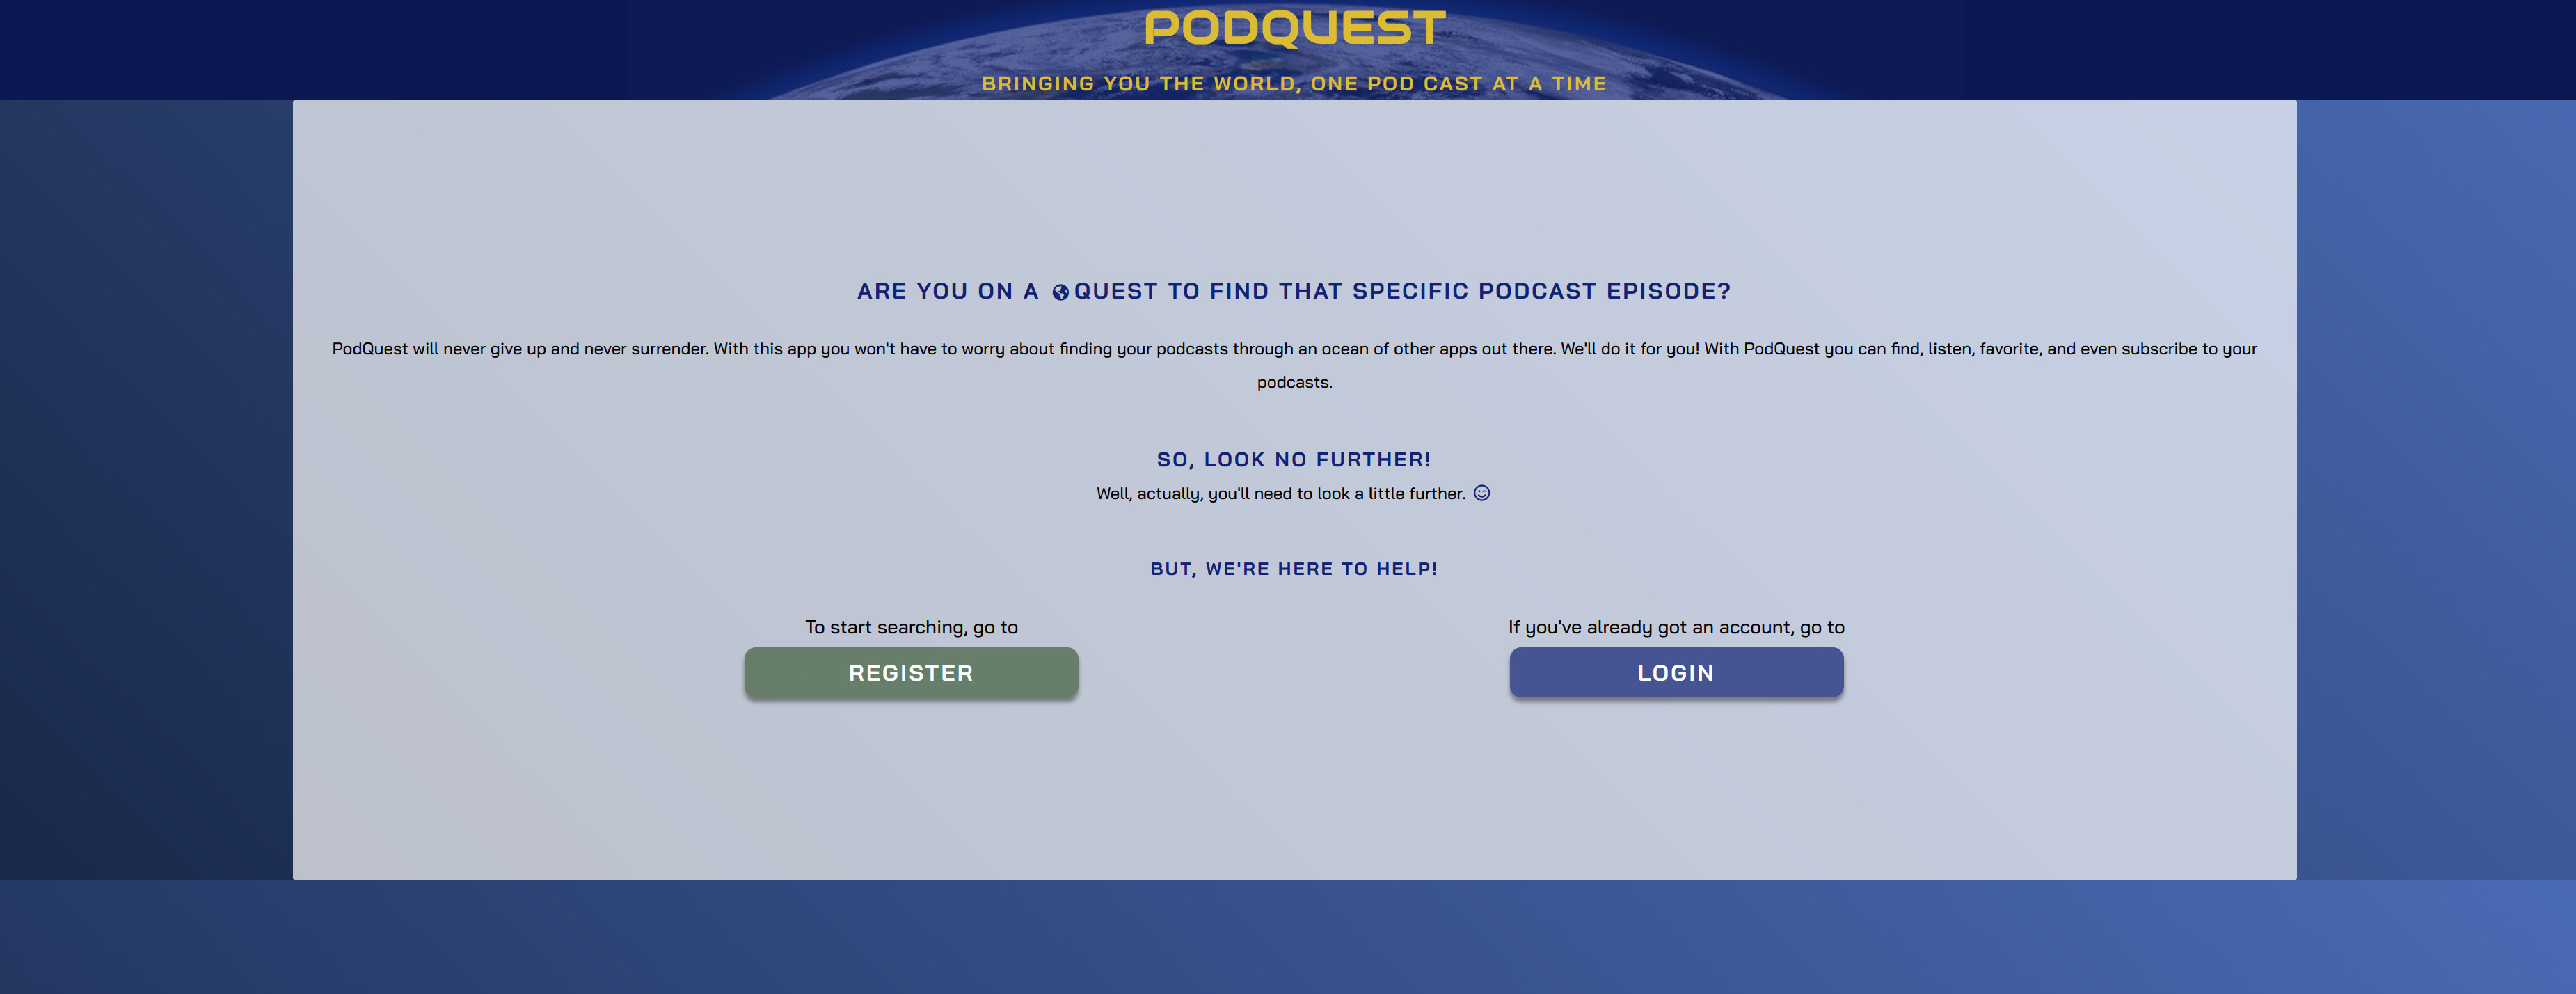 PODQUEST
BRINGING YOU THE WORLD, ONE POD CAST AT A TIME
ARE YOU ON A QUEST TO FIND THAT SPECIFIC PODCAST EPISODE?
PodQuest will never give up and never surrender. With this app you won't have to worry about finding your podcasts through an ocean of other apps out there. We'll do it for you! With PodQuest you can find, listen, favorite, and even subscribe to your
podcasts.
SO, LOOK NO FURTHER!
Well, actually, you'll need to look a little further.
BUT, WE'RE HERE TO HELP!
To start searching, go to
REGISTER
If you've already got an account, go to
LOGIN